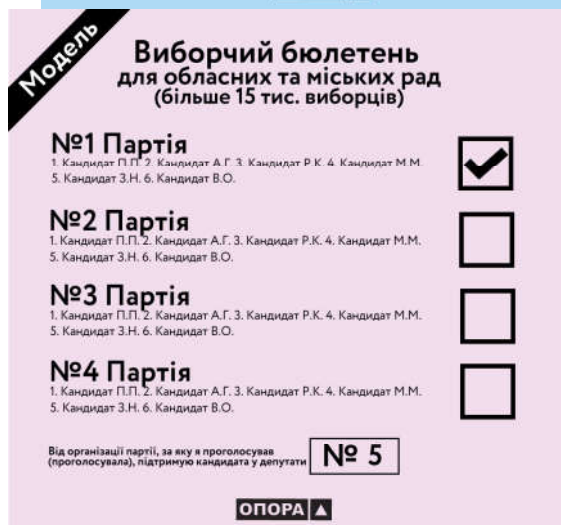 Модель
Виборчий бюлетень
для обласних та міських рад
(більше 15 тис. виборців)
№1 Партія
1. Кандидат П.П. 2. Кандидат А.Г. 3. Кандидат Р.К. 4. Кандидат М.М.
5. Кандидат З.Н. 6. Кандидат В.О.
№2 Партія
1. Кандидат П.П. 2. Кандидат А.Г. 3. Кандидат Р.К. 4. Кандидат М.М.
5. Кандидат З.Н. 6. Кандидат В.О.
№3 Партія
1. Кандидат П.П. 2. Кандидат А.Г. 3. Кандидат Р.К. 4. Кандидат М.М.
5. Кандидат З.Н. 6. Кандидат В.О.
№4 Партія
1. Кандидат П.П. 2. Кандидат А.Г. 3. Кандидат Р.К. 4. Кандидат М.М.
5. Кандидат З.Н. 6. Кандидат В.О.
Від організації партії, за яку я проголосував
(проголосувала), підтримую кандидата у депутати
№ 5
ОПОРА